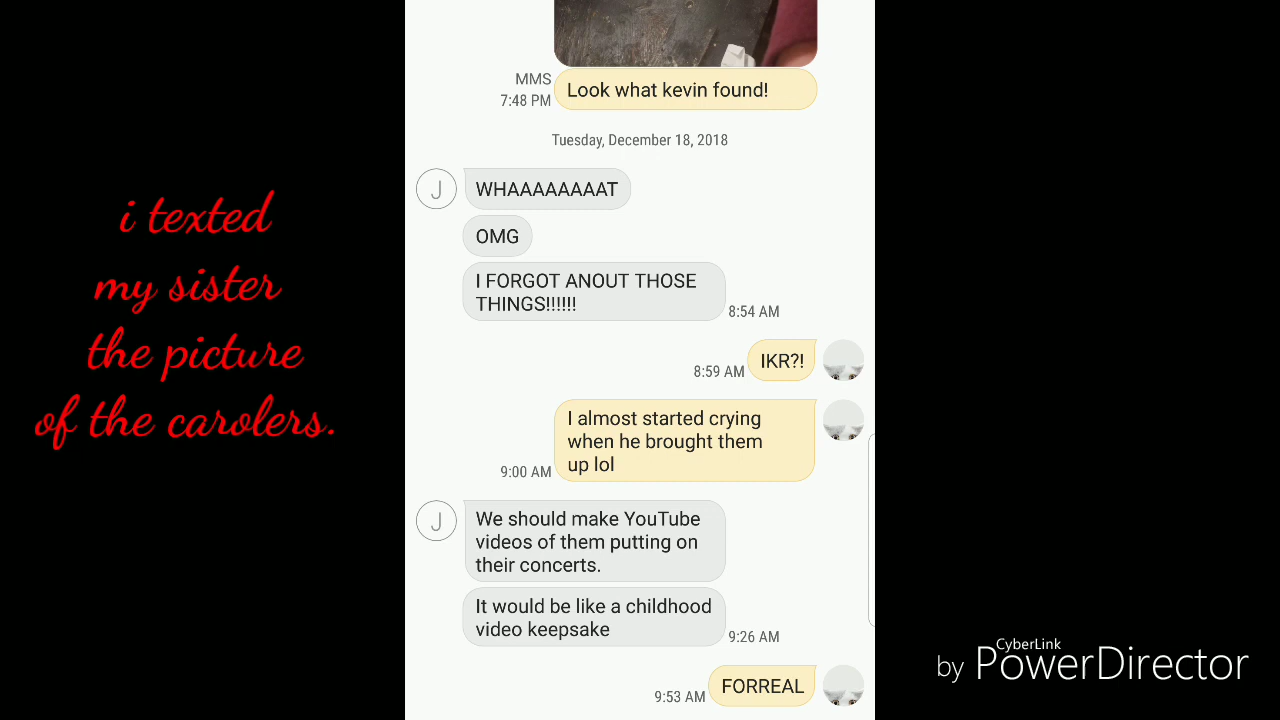 i texted
my sister
the picture
of the carolers.
MMS
7:48 PM
Look what kevin found!
Tuesday, December 18, 2018
J
WHAAAAAAAAT
OMG
I FORGOT ANOUT THOSE
THINGS!!!!!!
8:54 AM
IKR?!
8:59 AM
I almost started crying
when he brought them
up lol
9:00 AM
J
We should make YouTube
videos of them putting on
their concerts.
It would be like a childhood
video keepsake
9:26 AM
FORREAL
9:53 AM
by CyberLink
PowerDirector